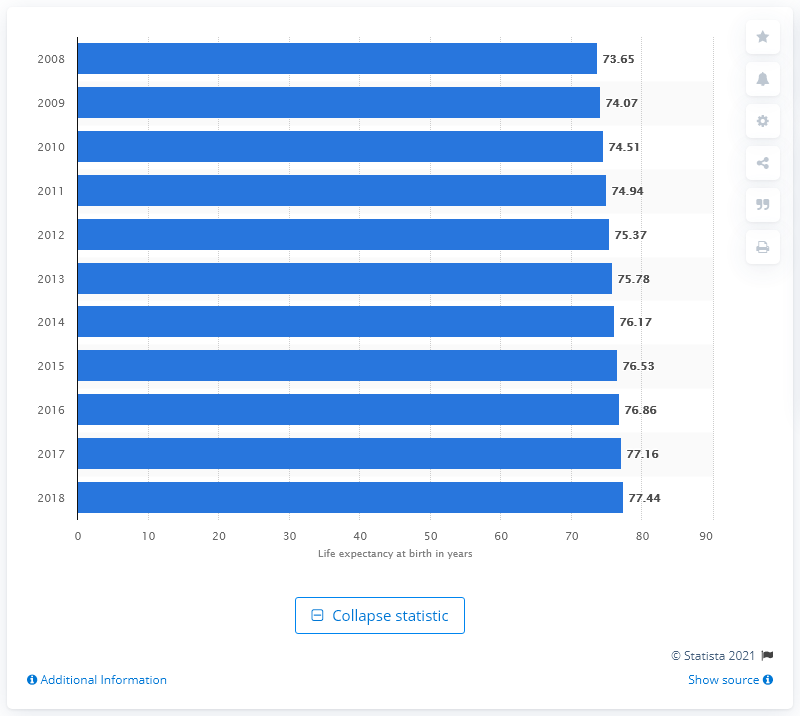 2008 73.65
2009 74.07
2010 74.51
2011 74.94
2012 75.37
2013 75.78
2014 76.17
2015 76.53
2016 76.86
2017 77.16
2018 77.44
0 10 20 30 40 50 60 70 80 90
Life expectancy at birth in years
Collapse statistic
© Statista 2021
Additional Information Show source